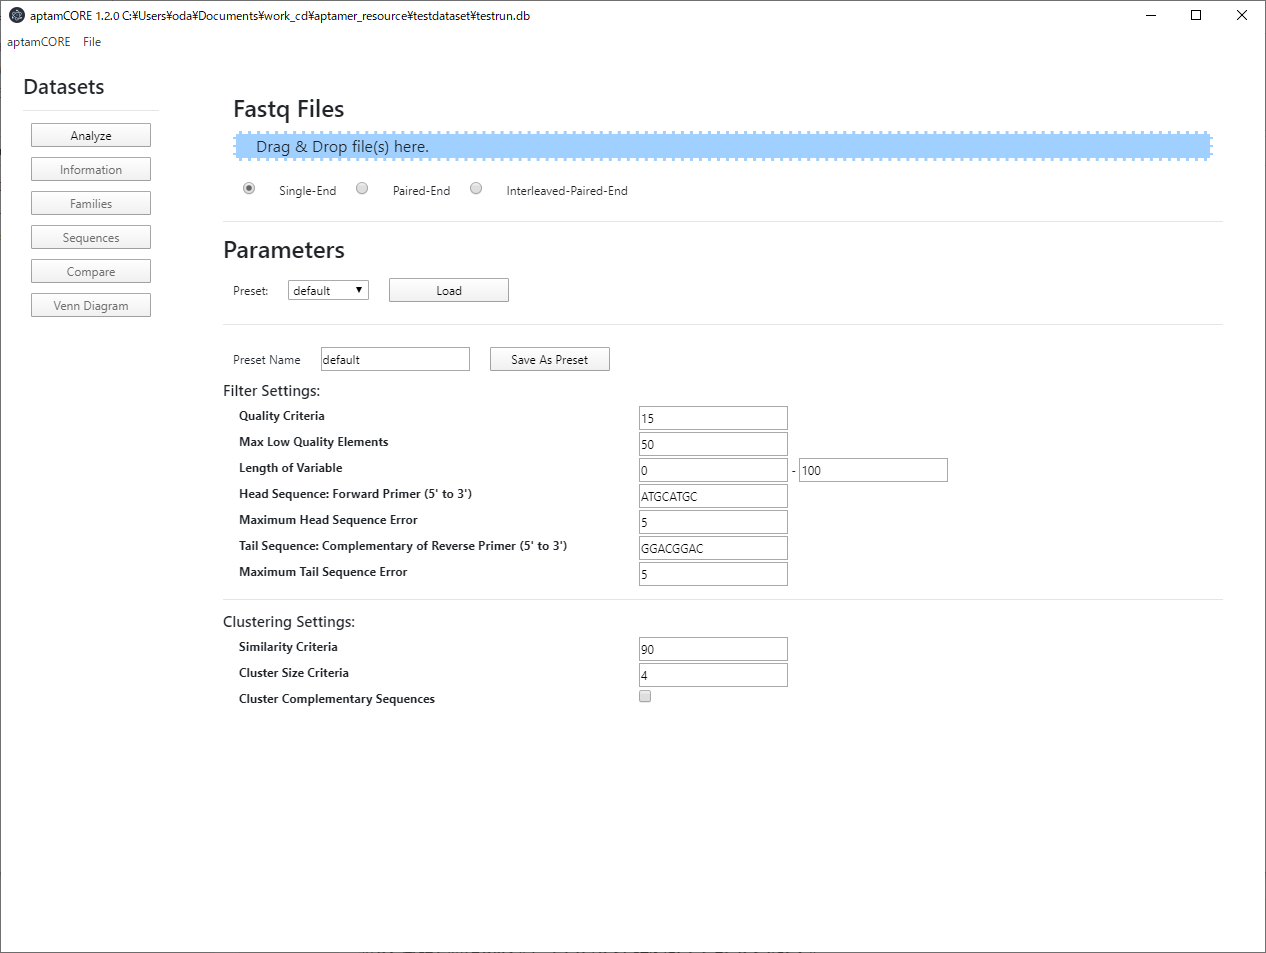 aptamCORE 1.2.0 C:¥Users¥oda¥Documents¥work_cd¥aptamer_resource¥testdataset¥testrun.db
aptamCORE File
Datasets
Analyze
Information
Families
Sequences
Compare
Venn Diagram
Fastq Files
Drag & Drop file(s) here.
Single-End Paired-End Interleaved-Paired-End
Parameters
Preset: default Load
Preset Name default Save As Preset
Filter Settings:
Quality Criteria 15
Max Low Quality Elements 50
Length of Variable 0 - 100
Head Sequence: Forward Primer (5' to 3') ATGCATGC
Maximum Head Sequence Error 5
Tail Sequence: Complementary of Reverse Primer (5' to 3') GGACGGAC
Maximum Tail Sequence Error 5
Clustering Settings:
Similarity Criteria 90
Cluster Size Criteria 4
Cluster Complementary Sequences